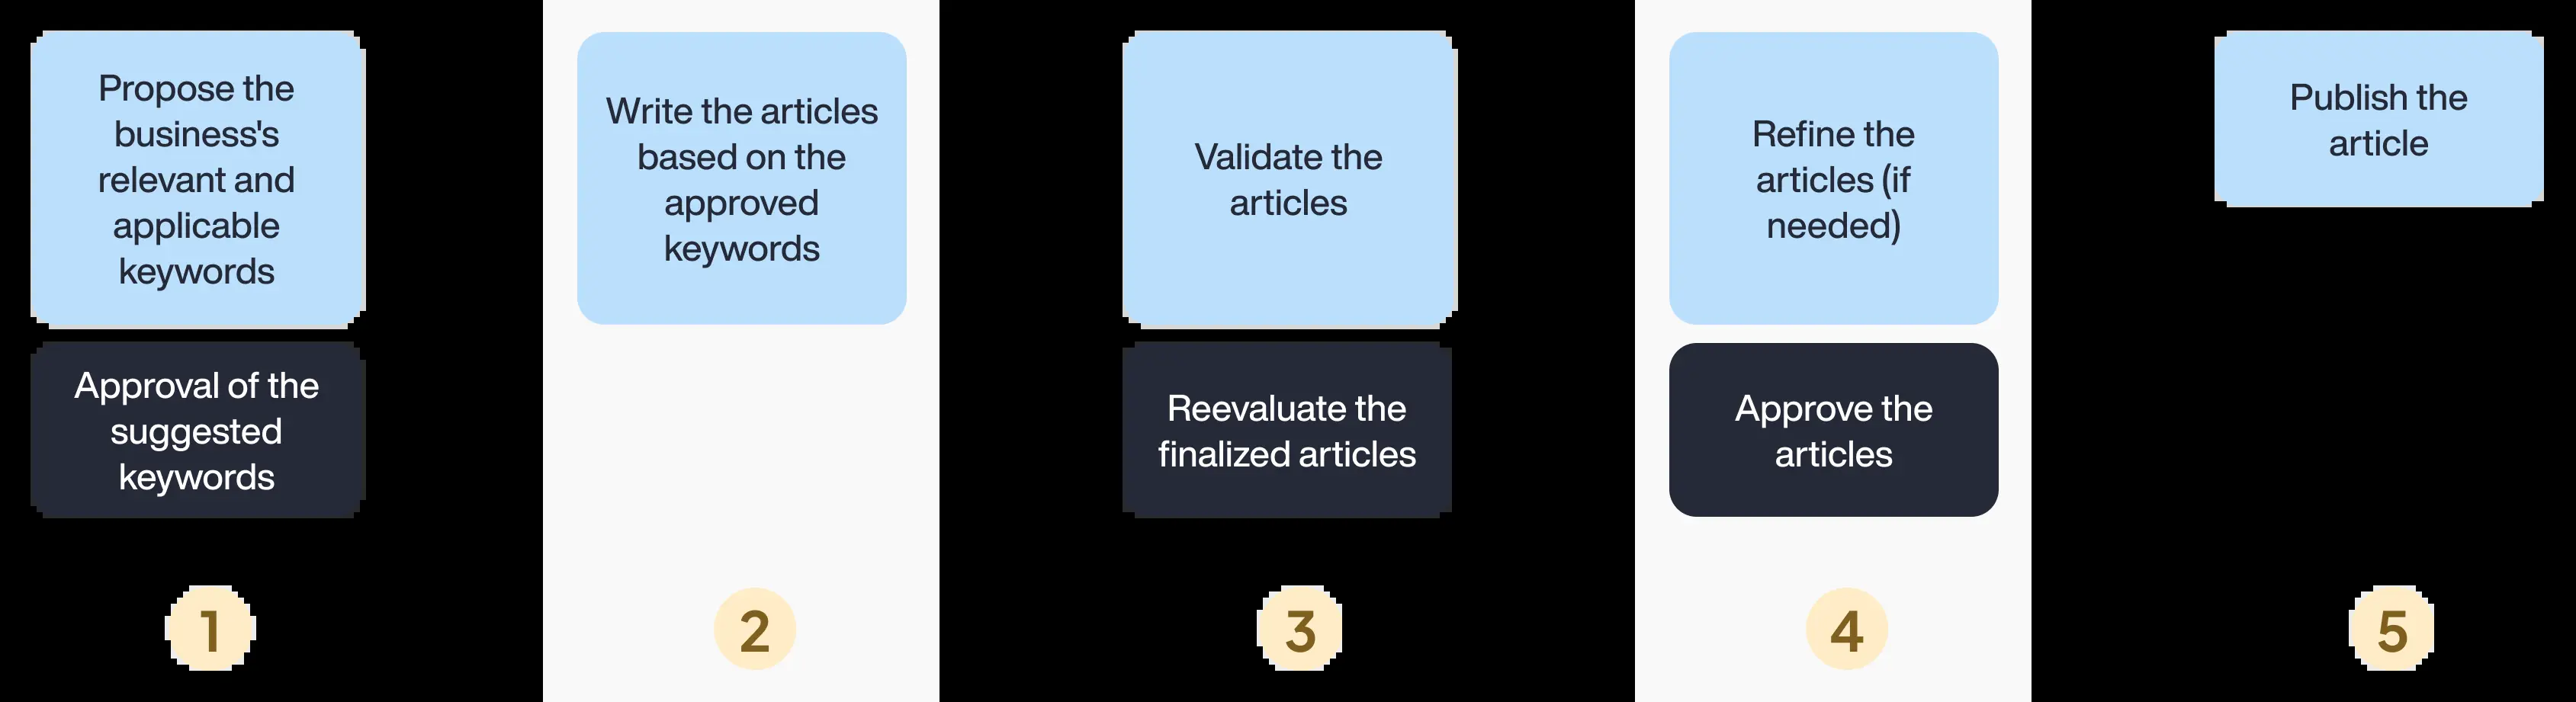 Propose the
business's
relevant and
applicable
keywords
Approval of the
suggested
keywords
1
Write the articles
based on the
approved
keywords
2
Validate the
articles
Reevaluate the
finalized articles
3
Refine the
articles (if
needed)
Approve the
articles
4
Publish the
article
5